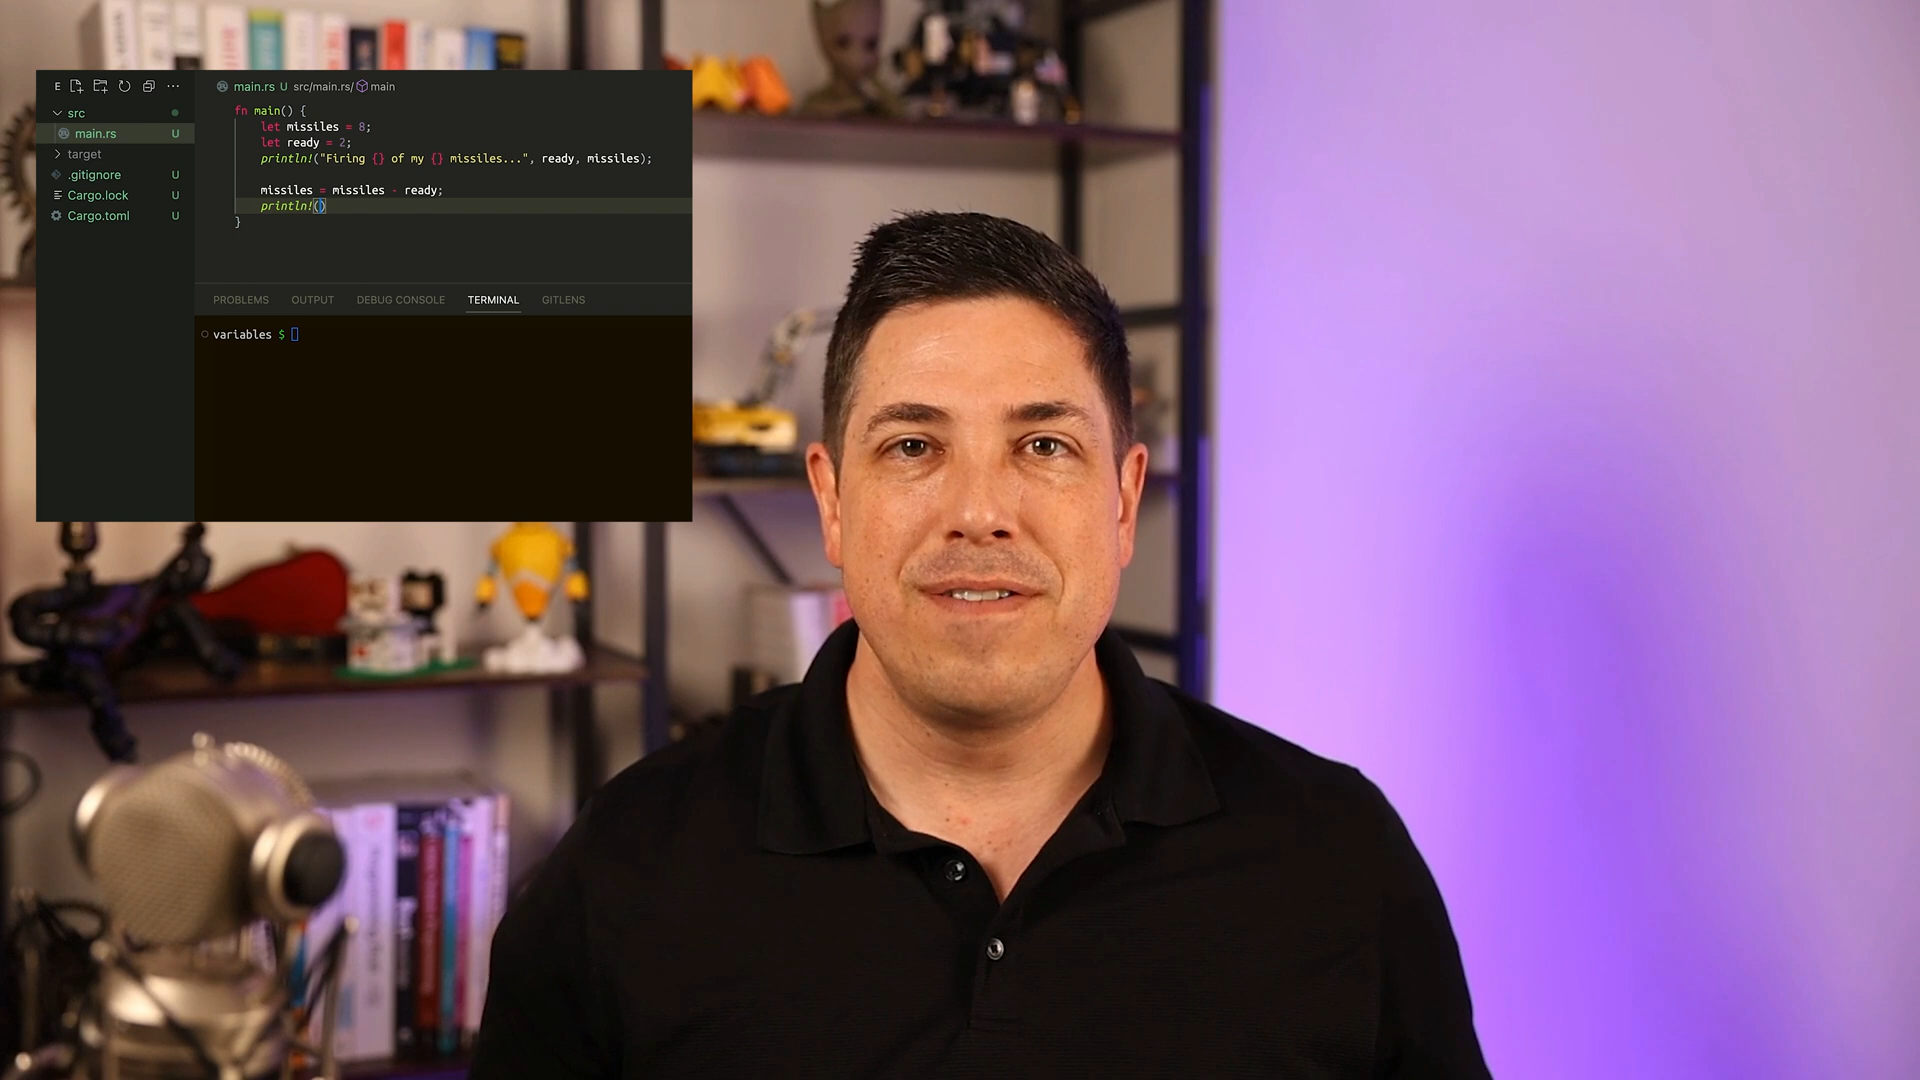 E ...
main.rs U src/main.rs/ main
src
main.rs U
target
.gitignore U
Cargo.lock U
Cargo.toml U
fn main() {
let missiles = 8;
let ready = 2;
println!("Firing {} of my {} missiles...", ready, missiles);
missiles = missiles - ready;
println!()
}
PROBLEMS OUTPUT DEBUG CONSOLE TERMINAL GITLENS
variables $